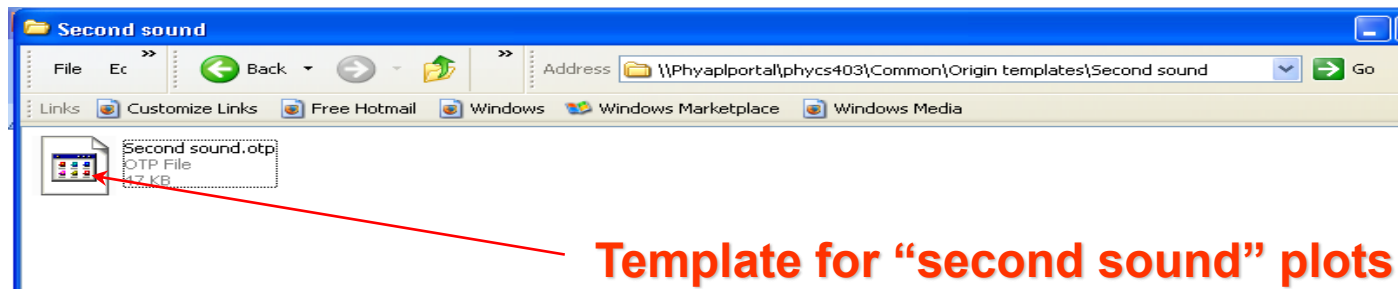 Second sound
File Ec » Back » Address \\Phyaplportal\phycs403\Common\Origin templates\Second sound Go
Links Customize Links Free Hotmail Windows Windows Marketplace Windows Media
Second sound.otp
OTP File
47 KB
Template for “second sound” plots